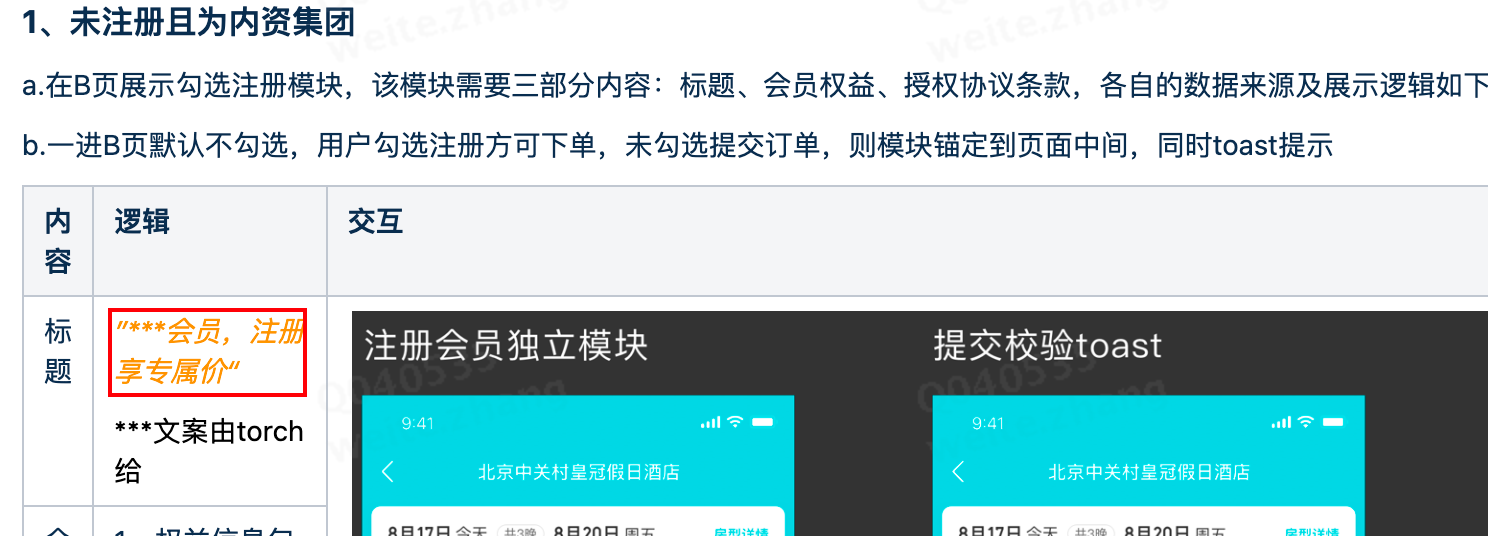 1、未注册且为内资集团
a.在B页展示勾选注册模块，该模块需要三部分内容：标题、会员权益、授权协议条款，各自的数据来源及展示逻辑如下
b.一进B页默认不勾选，用户勾选注册方可下单，未勾选提交订单，则模块锚定到页面中间，同时toast提示
内容
逻辑
交互
标题
"***会员，注册
享专属价"
***文案由torch
给
注册会员独立模块
提交校验toast
9:41
9:41
北京中关村皇冠假日酒店
北京中关村皇冠假日酒店
8月17日 今天 共3晚 8月20日 周五 房型详情
8月17日 今天 共3晚 8月20日 周五 房型详情
weite.zhang
weite.zhang
Q040535
weite.zhang
Q040535
weite.zhang